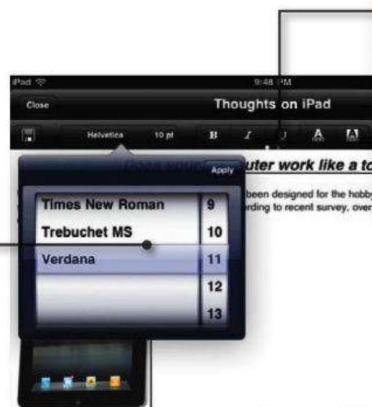 iPad 9:48 PM
Close Thoughts on iPad
Helvetica 10 pt B I U A A
uter work like a to
Apply
been designed for the hobby
rding to recent survey, over
Times New Roman 9
Trebuchet MS 10
Verdana 11
12
13